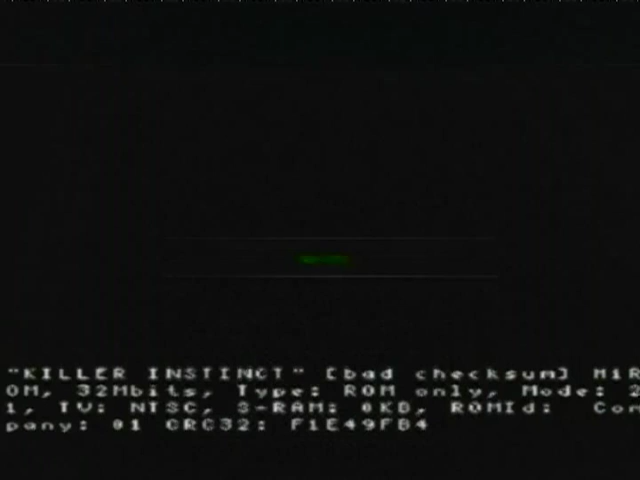 "KILLER INSTINCT" [bad checksum] HiR
OM, 32Mbits, Type: ROM only, Mode: 2
1, TV: NTSC, S-RAM: 0KB, ROMId: Com
pany: 01 CRC32: F1E49FB4